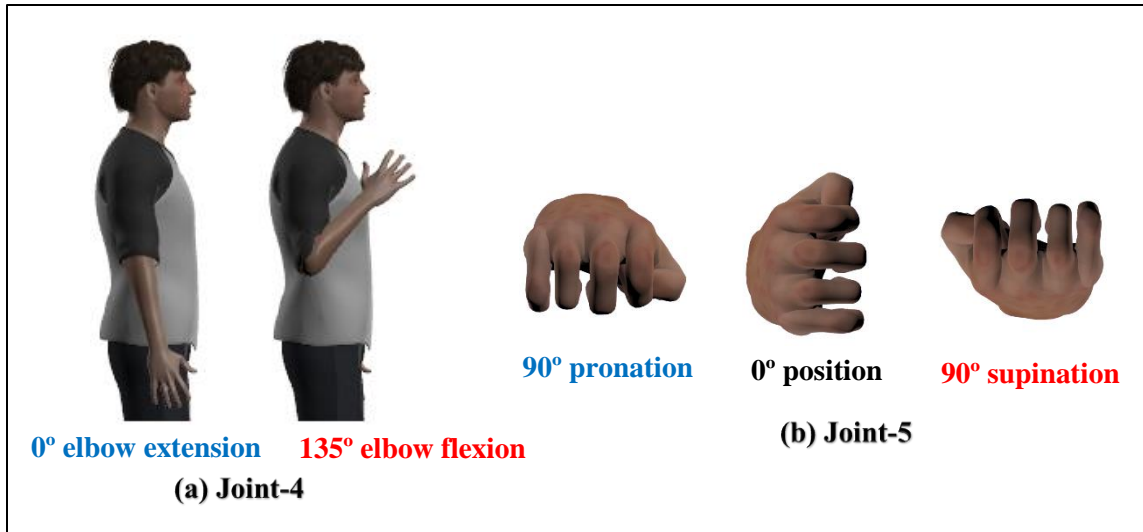 0º elbow extension
135º elbow flexion
(a) Joint-4
90º pronation
0º position
90º supination
(b) Joint-5